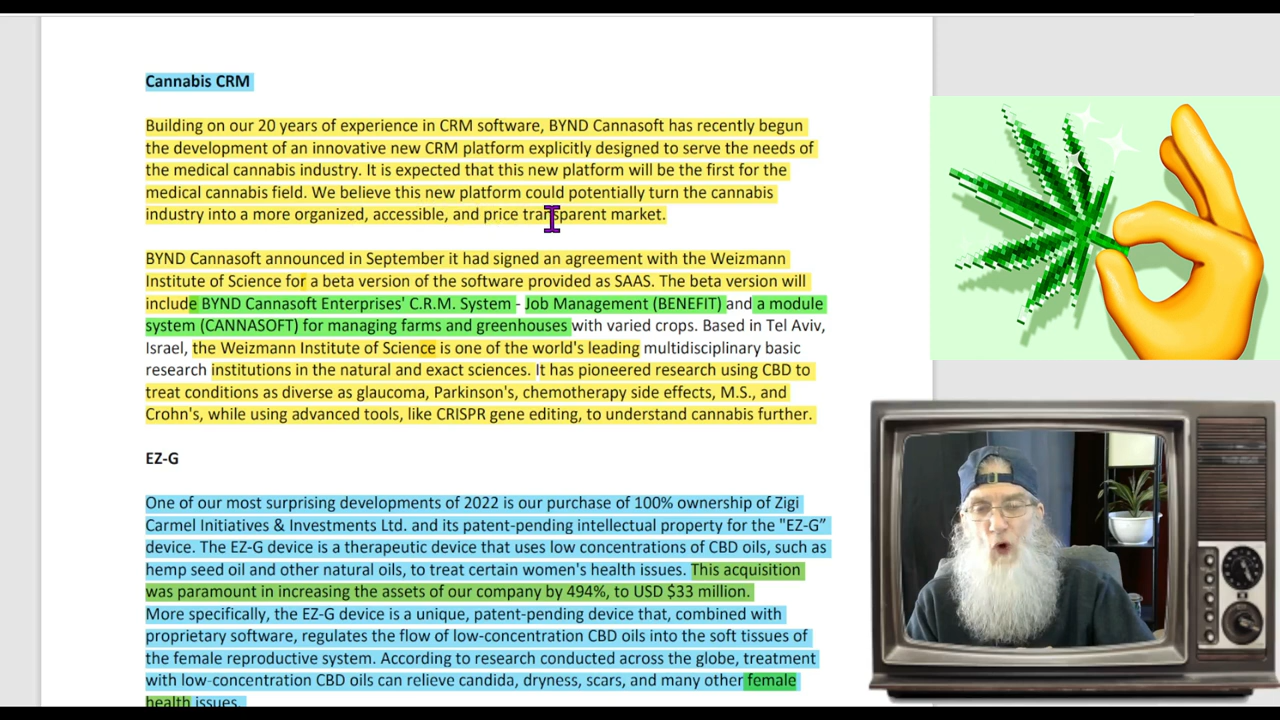 Cannabis CRM
Building on our 20 years of experience in CRM software, BYND Cannasoft has recently begun
the development of an innovative new CRM platform explicitly designed to serve the needs of
the medical cannabis industry. It is expected that this new platform will be the first for the
medical cannabis field. We believe this new platform could potentially turn the cannabis
industry into a more organized, accessible, and price transparent market.
BYND Cannasoft announced in September it had signed an agreement with the Weizmann
Institute of Science for a beta version of the software provided as SAAS. The beta version will
include BYND Cannasoft Enterprises' C.R.M. System - Job Management (BENEFIT) and a module
system (CANNASOFT) for managing farms and greenhouses with varied crops. Based in Tel Aviv,
Israel, the Weizmann Institute of Science is one of the world's leading multidisciplinary basic
research institutions in the natural and exact sciences. It has pioneered research using CBD to
treat conditions as diverse as glaucoma, Parkinson's, chemotherapy side effects, M.S., and
Crohn's, while using advanced tools, like CRISPR gene editing, to understand cannabis further.
EZ-G
One of our most surprising developments of 2022 is our purchase of 100% ownership of Zigi
Carmel Initiatives & Investments Ltd. and its patent-pending intellectual property for the "EZ-G”
device. The EZ-G device is a therapeutic device that uses low concentrations of CBD oils, such as
hemp seed oil and other natural oils, to treat certain women's health issues. This acquisition
was paramount in increasing the assets of our company by 494%, to USD $33 million.
More specifically, the EZ-G device is a unique, patent-pending device that, combined with
proprietary software, regulates the flow of low-concentration CBD oils into the soft tissues of
the female reproductive system. According to research conducted across the globe, treatment
with low-concentration CBD oils can relieve candida, dryness, scars, and many other female
health issues.